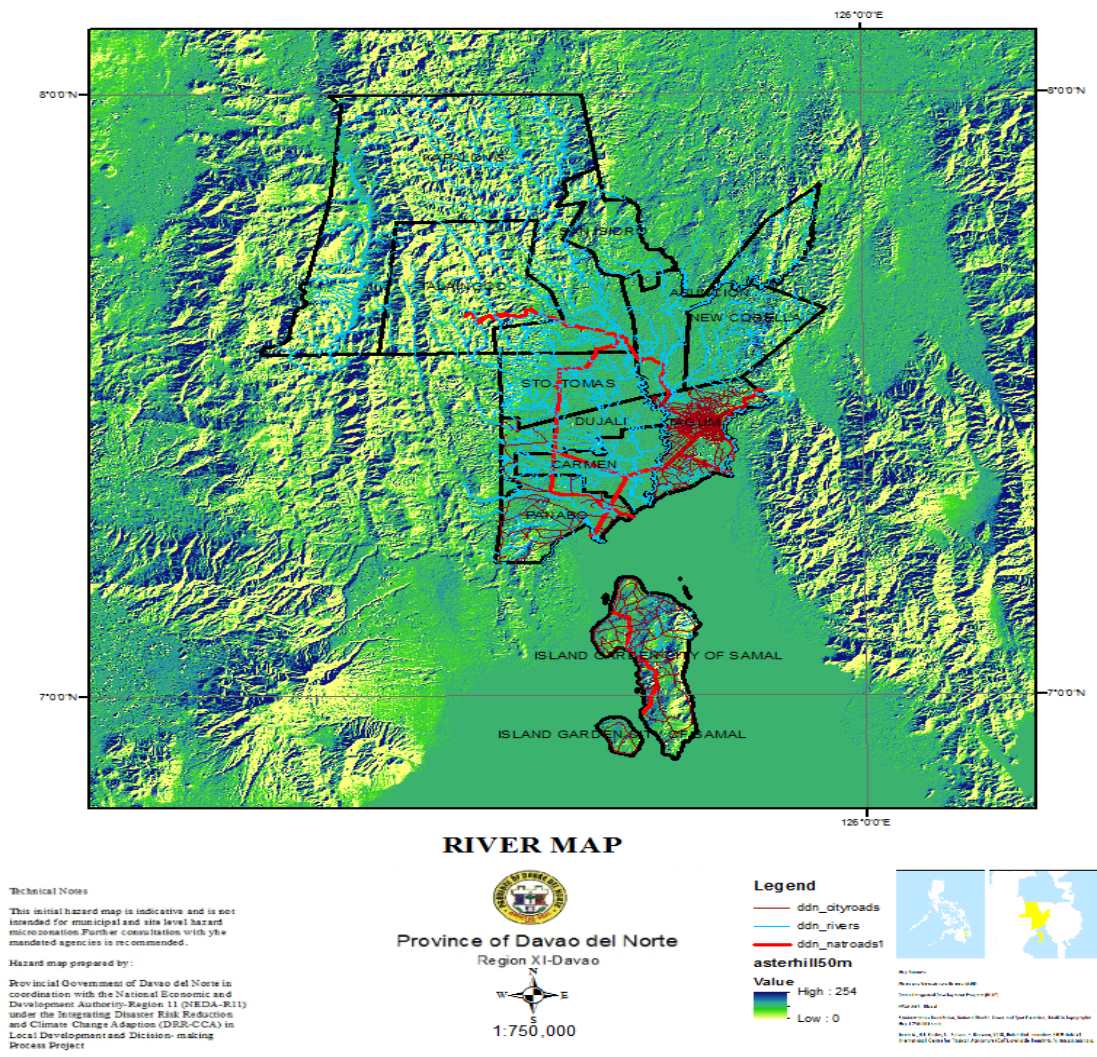 126°0'0"E
8°0'0"N
8°0'0"N
KAPALONG
SAN ISIDRO
TALAINGOD
ASUNCION
NEW CORELLA
STO. TOMAS
DUJALI
TAGUM
CARMEN
PANABO
ISLAND GARDEN CITY OF SAMAL
7°0'0"N
7°0'0"N
ISLAND GARDEN CITY OF SAMAL
126°0'0"E
RIVER MAP
Technical Notes
This initial hazard map is indicative and is not
intended for municipal and site level hazard
microzonation.Further consultation with yhe
mandated agencies is recommended.
Hazard map prepared by:
Provincial Government of Davao del Norte in
coordination with the National Economic and
Development Authority-Region 11 (NEDA-R11)
under the Integrating Disaster Risk Reduction
and Climate Change Adaption (DRR-CCA) in
Local Development and Dicision- making
Process Project
Province of Davao del Norte
Region XI-Davao
N
W E
S
1:750,000
Legend
ddn_cityroads
ddn_rivers
ddn_natroads1
asterhill50m
Value
High : 254
Low : 0